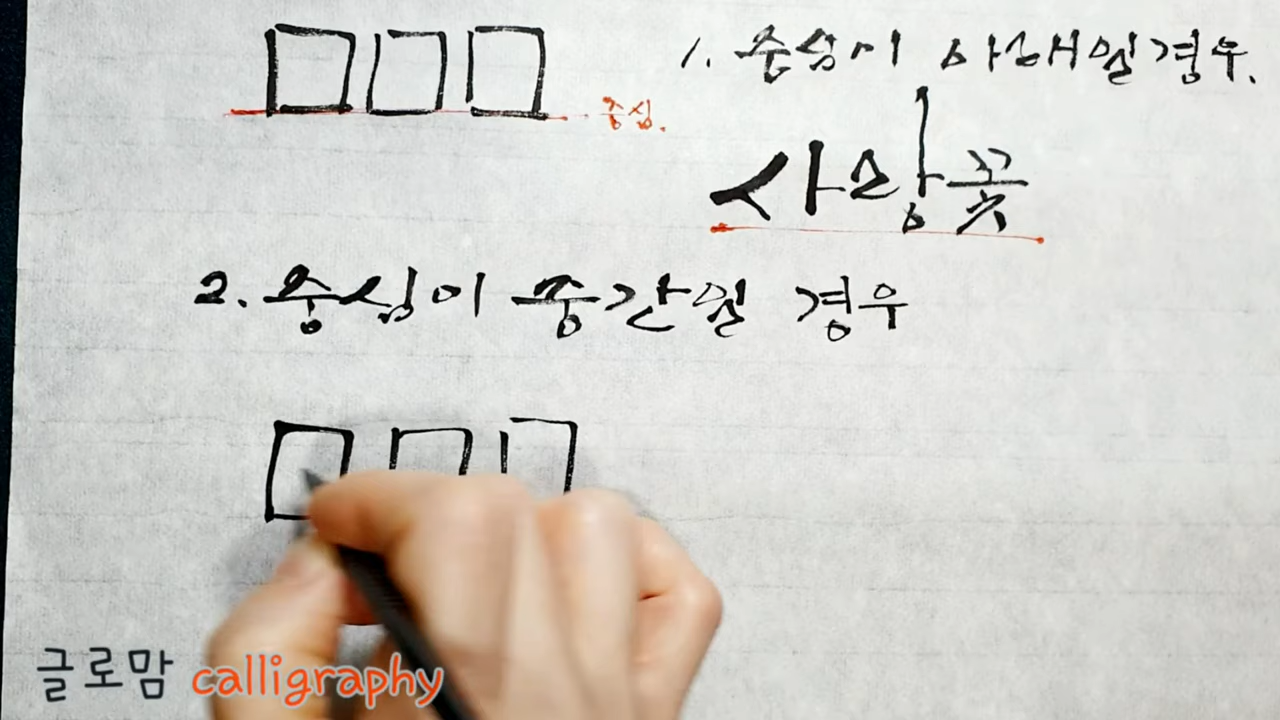 1. 중심이 아래일 경우.
중심.
사랑꽃
2. 중심이 중간일 경우
글로맘 calligraphy